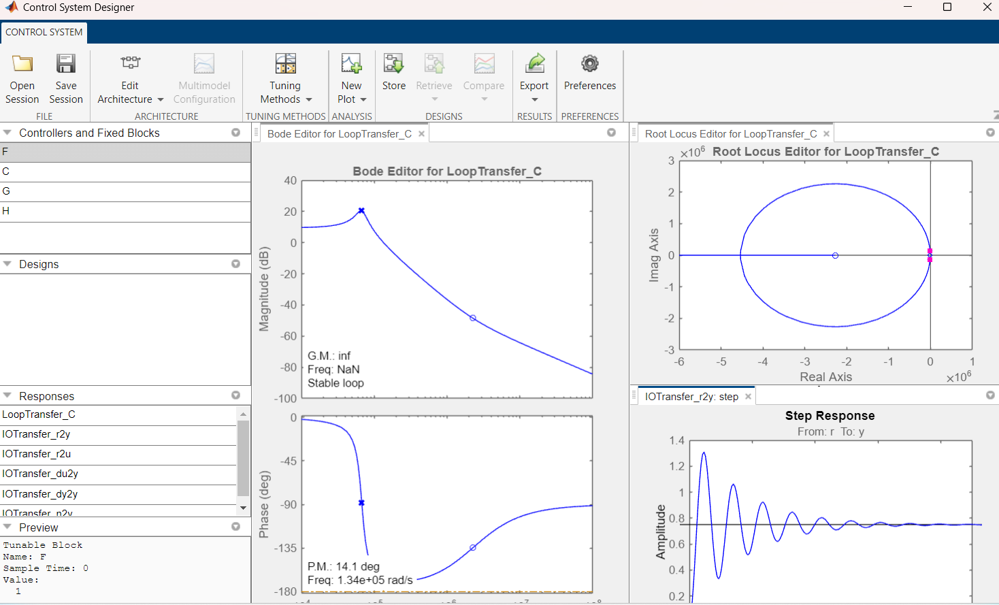 Control System Designer
CONTROL SYSTEM
Open Session
Save Session
Edit Architecture
Multimodel Configuration
Tuning Methods
New Plot
Store
Retrieve
Compare
Export
Preferences
FILE
ARCHITECTURE
TUNING METHODS
ANALYSIS
DESIGNS
RESULTS
PREFERENCES
Controllers and Fixed Blocks
F
C
G
H
Designs
Responses
LoopTransfer_C
IOTransfer_r2y
IOTransfer_r2u
IOTransfer_du2y
IOTransfer_dy2y
IOTransfer_n2y
Preview
Tunable Block
Name: F
Sample Time: 0
Value:
1
Bode Editor for LoopTransfer_C
Bode Editor for LoopTransfer_C
Magnitude (dB)
40
20
0
-20
-40
-60
-80
-100
G.M.: inf
Freq: NaN
Stable loop
Phase (deg)
0
-45
-90
-135
-180
P.M.: 14.1 deg
Freq: 1.34e+05 rad/s
Root Locus Editor for LoopTransfer_C
×10⁶ Root Locus Editor for LoopTransfer_C
Imag Axis
3
2
1
0
-1
-2
-3
-6 -5 -4 -3 -2 -1 0 1
Real Axis
×10⁶
IOTransfer_r2y: step
Step Response
From: r To: y
Amplitude
1.4
1.2
1
0.8
0.6
0.4
0.2